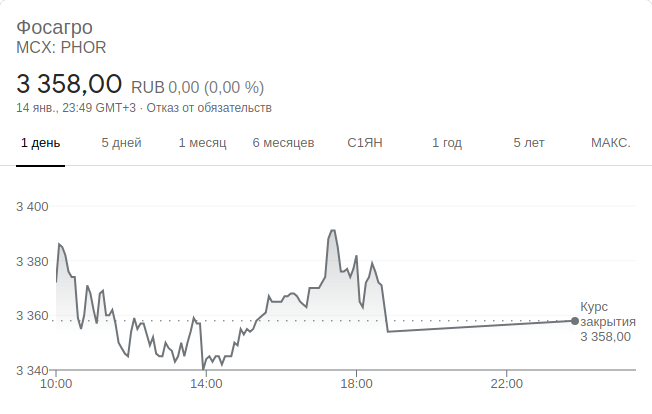 Фосагро
MCX: PHOR
3 358,00 RUB 0,00 (0,00 %)
14 янв., 23:49 GMT+3 · Отказ от обязательств
1 день 5 дней 1 месяц 6 месяцев С1ЯН 1 год 5 лет МАКС.
3 400
3 380
3 360
3 340
Курс
закрытия
3 358,00
10:00 14:00 18:00 22:00